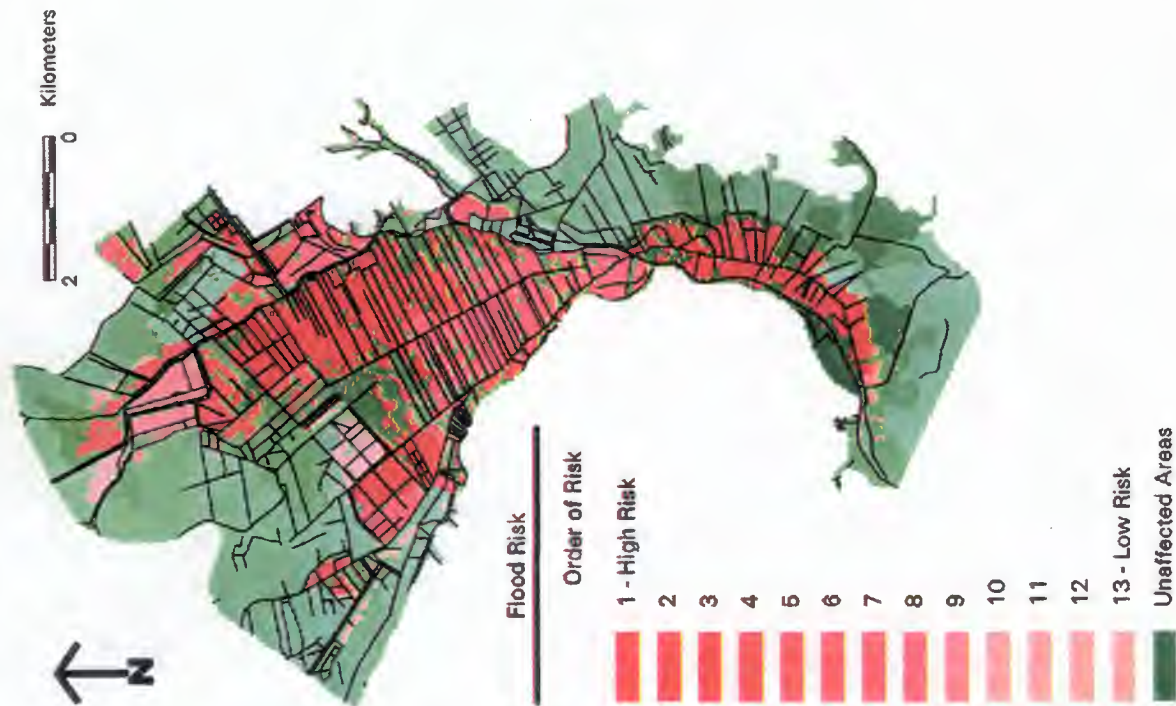 Kilometers
2 0
N
Flood Risk
Order of Risk
1 - High Risk
2
3
4
5
6
7
8
9
10
11
12
13 - Low Risk
Unaffected Areas